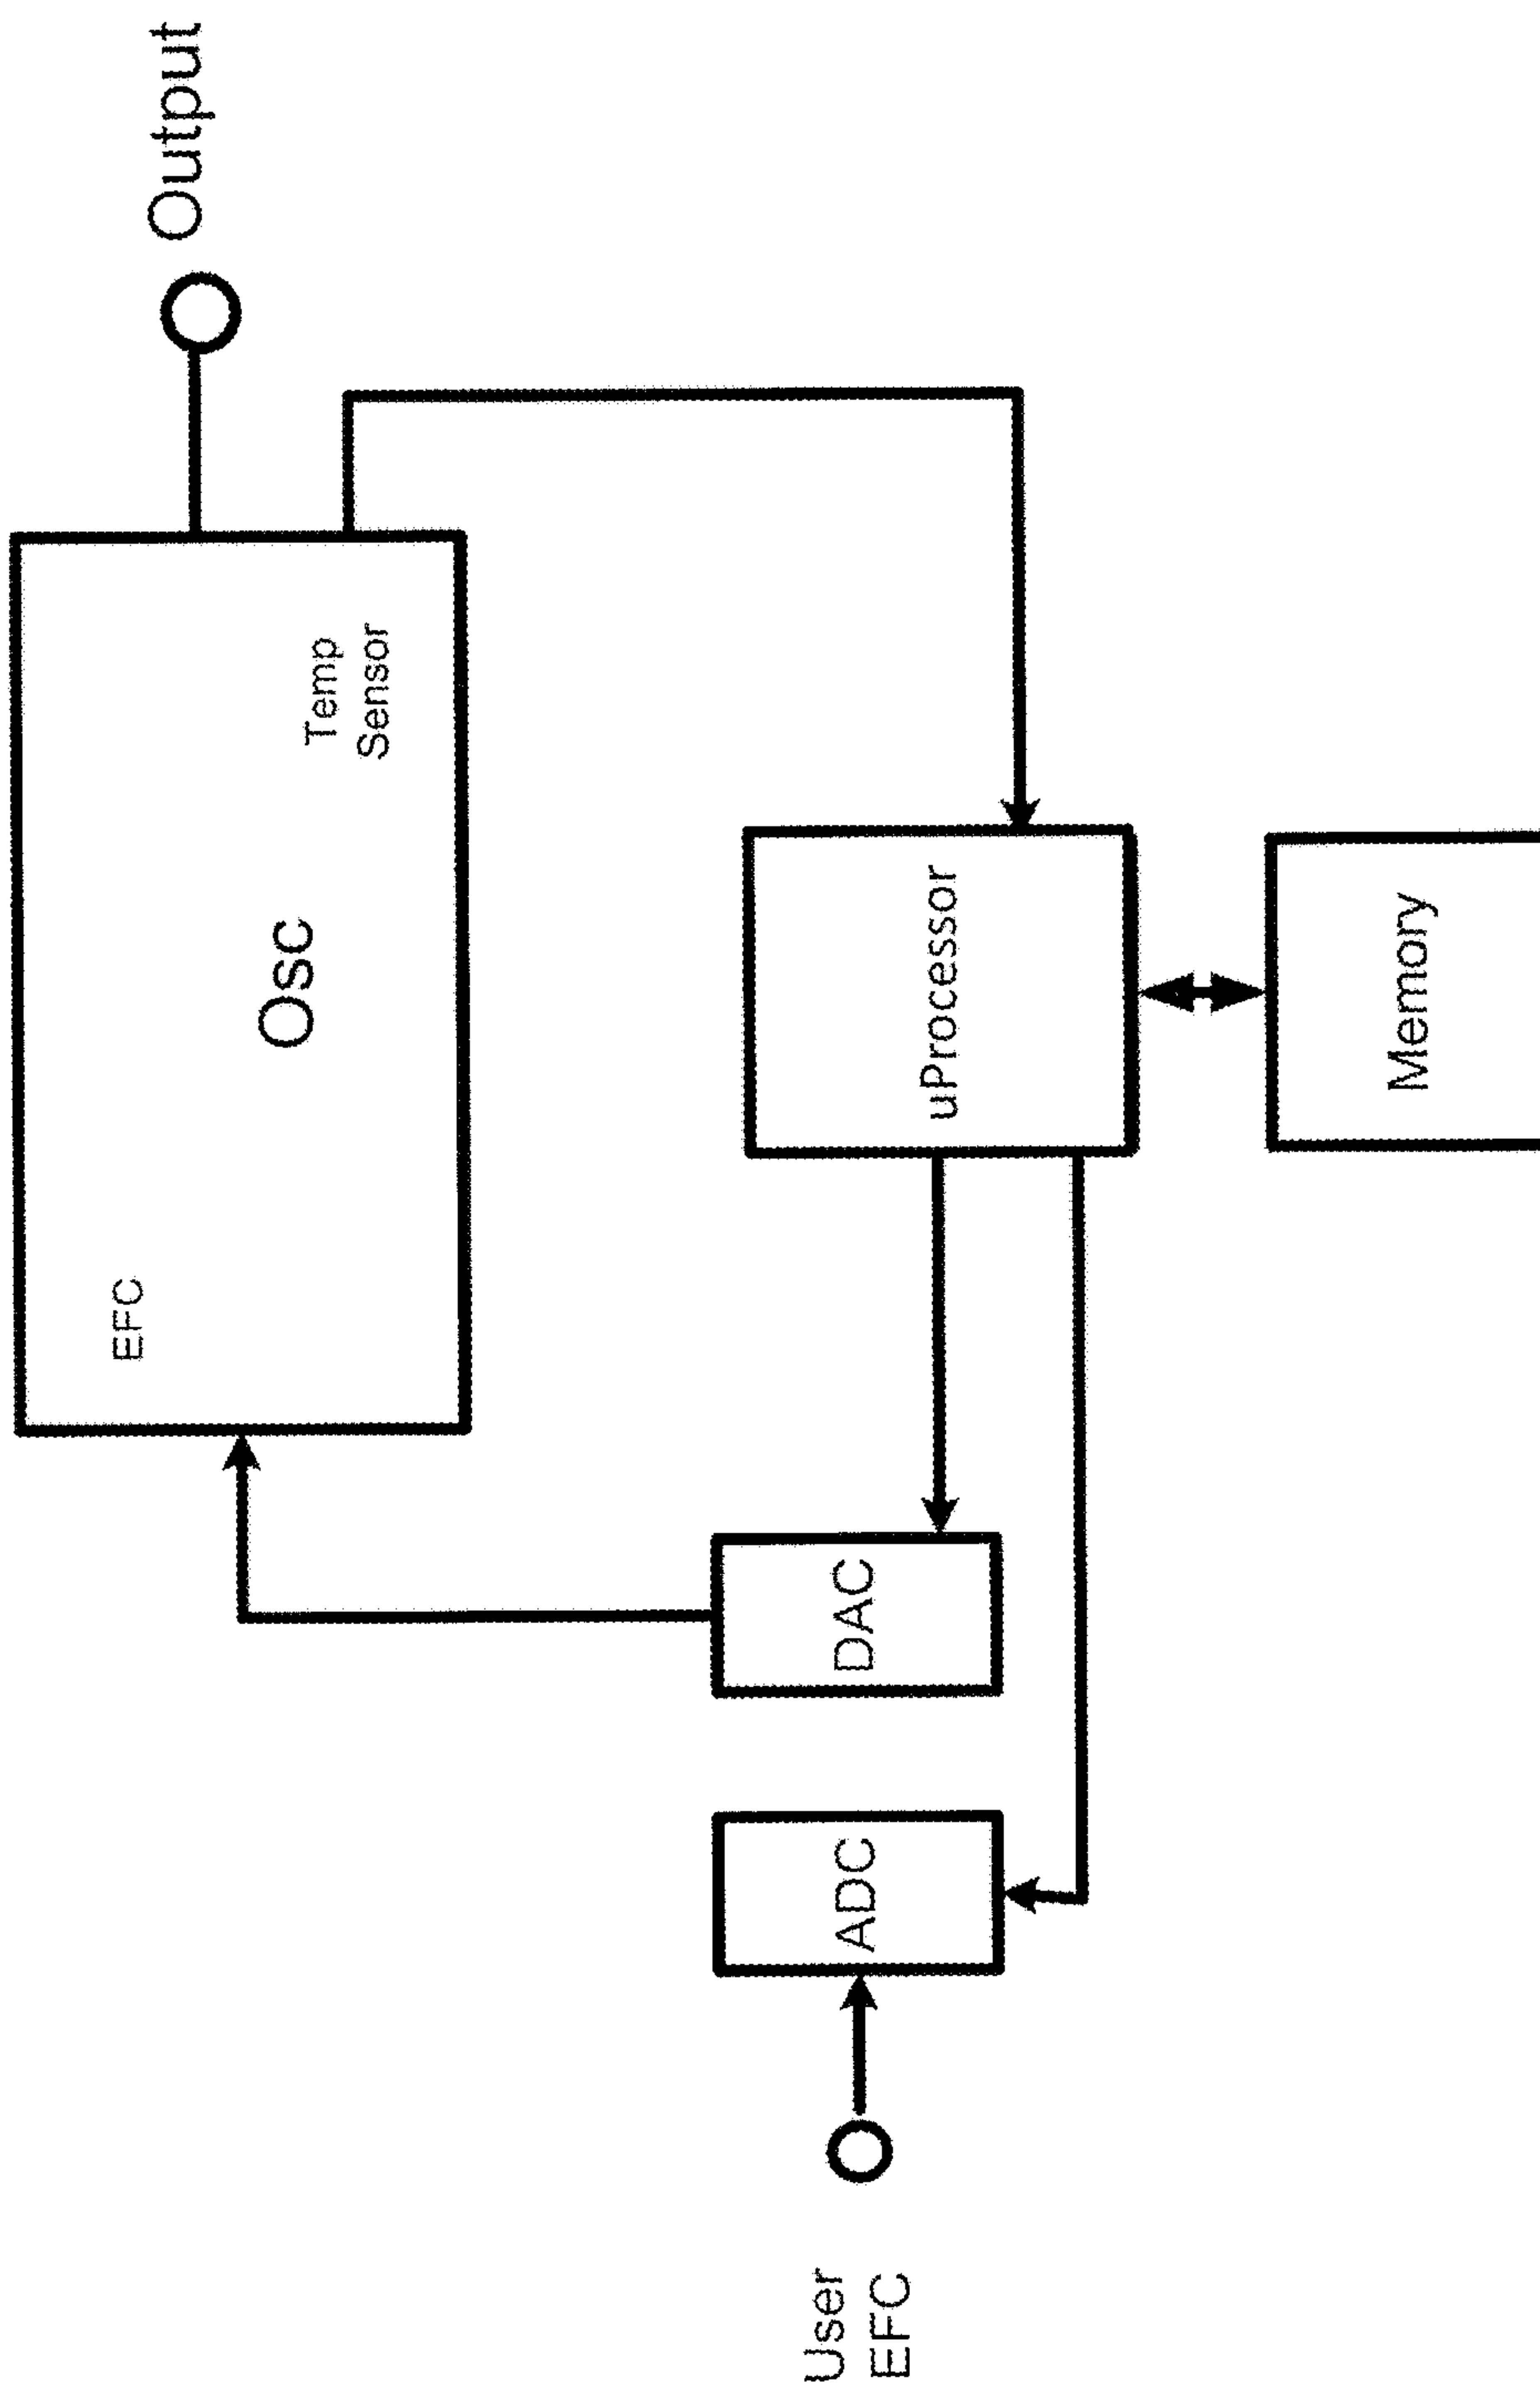 Output
EFC
Osc
Temp
Sensor
uProcessor
DAC
ADC
User
EFC
Memory